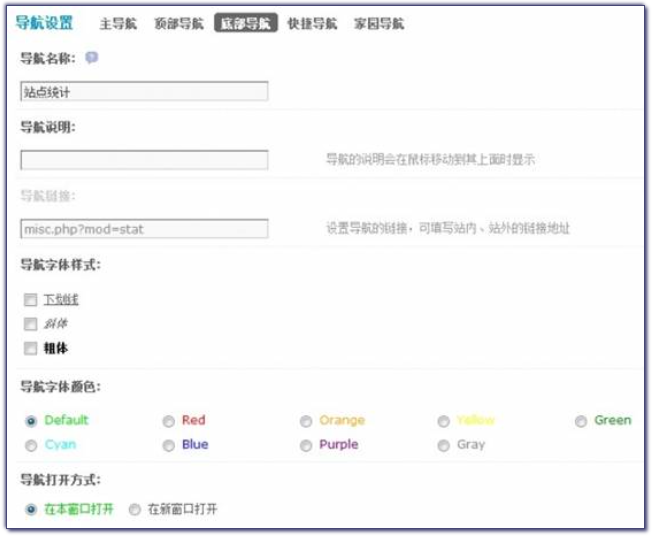 导航设置 主导航 顶部导航 底部导航 快捷导航 家园导航
导航名称: ?
站点统计
导航说明:
导航的说明会在鼠标移动到其上面时显示
导航链接:
misc.php?mod=stat 设置导航的链接，可填写站内、站外的链接地址
导航字体样式:
下划线
斜体
粗体
导航字体颜色:
Default Red Orange Yellow Green
Cyan Blue Purple Gray
导航打开方式:
在本窗口打开 在新窗口打开